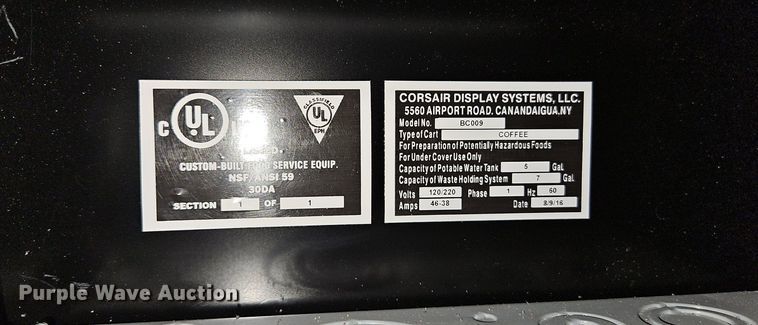 C UL
CLASSIFIED
UL
EPH
CUSTOM-BUILT FOOD SERVICE EQUIP.
NSF/ANSI 59
30DA
SECTION 1 OF 1
CORSAIR DISPLAY SYSTEMS, LLC.
5560 AIRPORT ROAD. CANANDAIGUA.NY
Model No. BC009
Type of Cart COFFEE
For Preparation of Potentially Hazardous Foods
For Under Cover Use Only
Capacity of Potable Water Tank 5 Gal.
Capacity of Waste Holding System 7 Gal.
Volts 120/220 Phase 1 Hz 60
Amps 46-38 Date 8/9/16
Purple Wave Auction